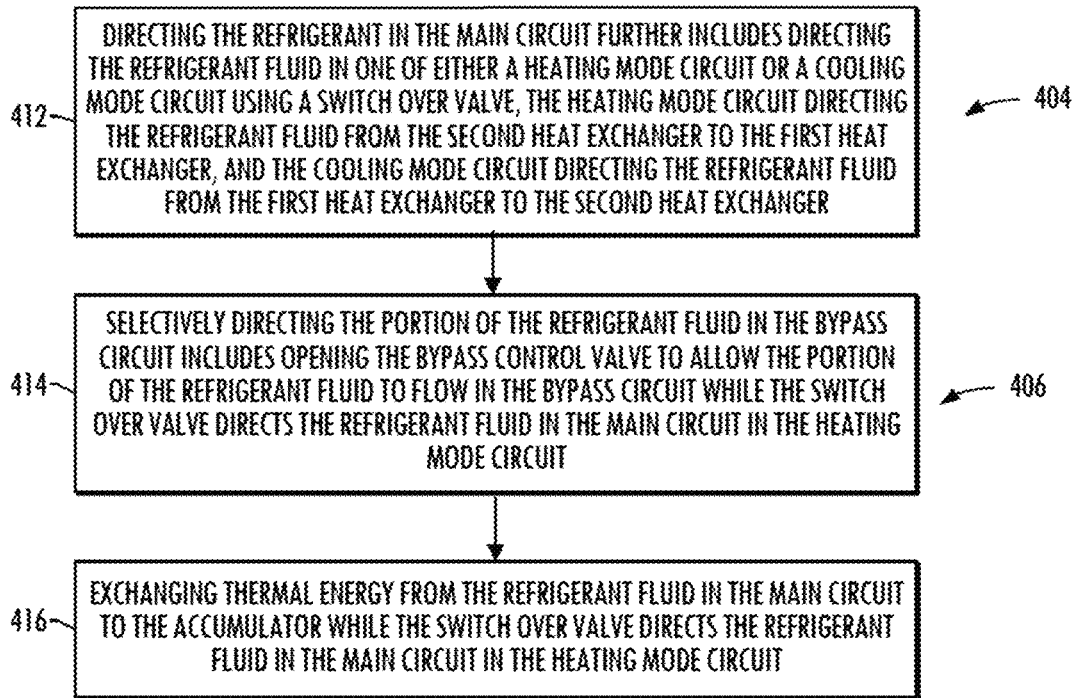 DIRECTING THE REFRIGERANT IN THE MAIN CIRCUIT FURTHER INCLUDES DIRECTING
THE REFRIGERANT FLUID IN ONE OF EITHER A HEATING MODE CIRCUIT OR A COOLING
MODE CIRCUIT USING A SWITCH OVER VALVE, THE HEATING MODE CIRCUIT DIRECTING
THE REFRIGERANT FLUID FROM THE SECOND HEAT EXCHANGER TO THE FIRST HEAT
EXCHANGER, AND THE COOLING MODE CIRCUIT DIRECTING THE REFRIGERANT FLUID
FROM THE FIRST HEAT EXCHANGER TO THE SECOND HEAT EXCHANGER
412
404
SELECTIVELY DIRECTING THE PORTION OF THE REFRIGERANT FLUID IN THE BYPASS
CIRCUIT INCLUDES OPENING THE BYPASS CONTROL VALVE TO ALLOW THE PORTION
OF THE REFRIGERANT FLUID TO FLOW IN THE BYPASS CIRCUIT WHILE THE SWITCH
OVER VALVE DIRECTS THE REFRIGERANT FLUID IN THE MAIN CIRCUIT IN THE HEATING
MODE CIRCUIT
414
406
EXCHANGING THERMAL ENERGY FROM THE REFRIGERANT FLUID IN THE MAIN CIRCUIT
TO THE ACCUMULATOR WHILE THE SWITCH OVER VALVE DIRECTS THE REFRIGERANT
FLUID IN THE MAIN CIRCUIT IN THE HEATING MODE CIRCUIT
416